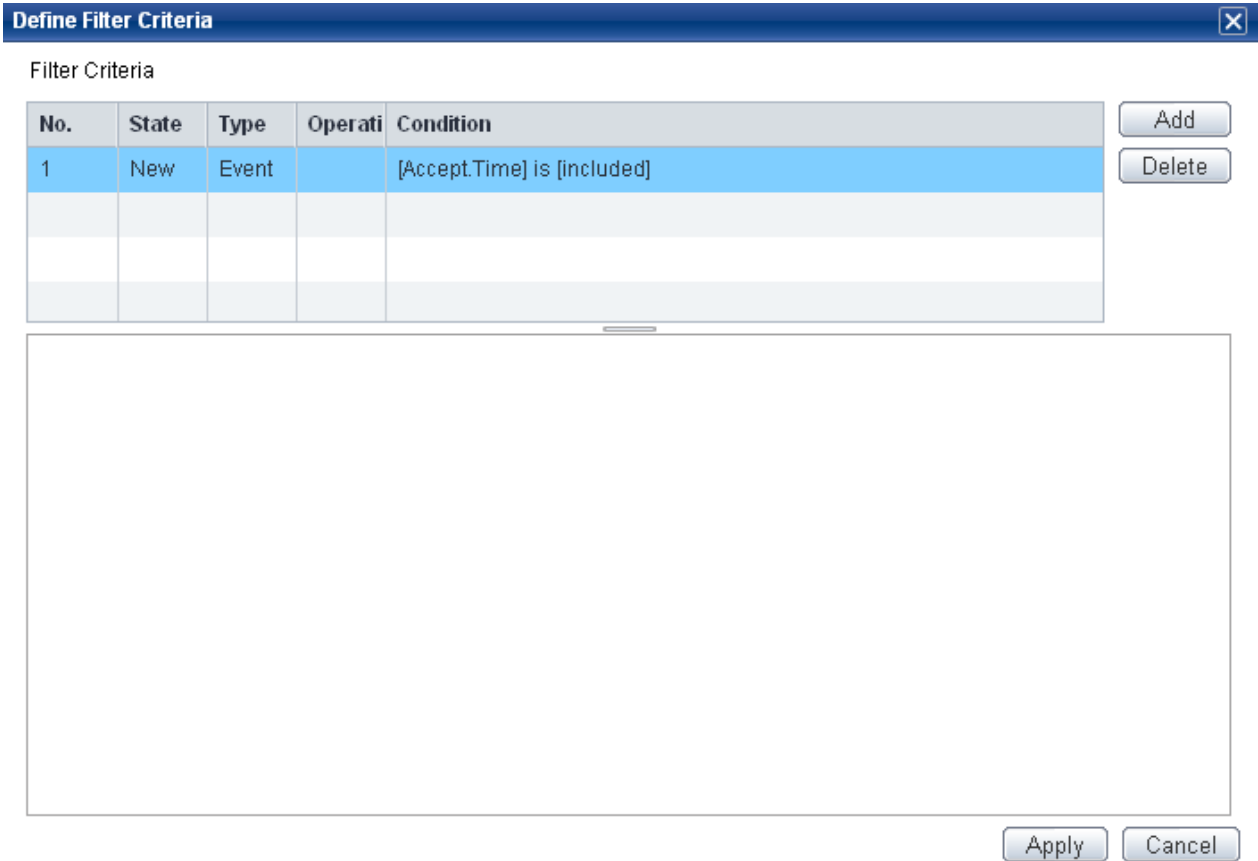 Define Filter Criteria
Filter Criteria
No. State Type Operati Condition
Add
1 New Event [Accept.Time] is [included]
Delete
Apply Cancel